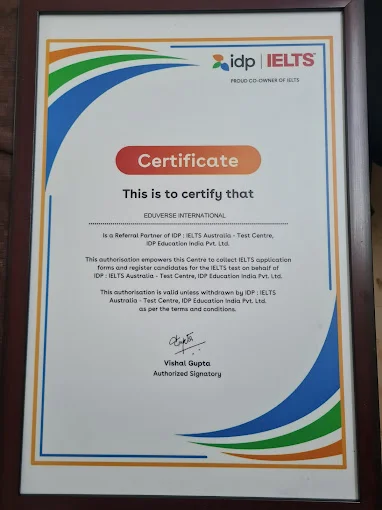 idp | IELTS
PROUD CO-OWNER OF IELTS
Certificate
This is to certify that
EDUVERSE INTERNATIONAL
Is a Referral Partner of IDP : IELTS Australia - Test Centre,
IDP Education India Pvt. Ltd.
This authorisation empowers this Centre to collect IELTS application
forms and register candidates for the IELTS test on behalf of
IDP : IELTS Australia - Test Centre, IDP Education India Pvt. Ltd.
This authorisation is valid unless withdrawn by IDP : IELTS
Australia - Test Centre, IDP Education India Pvt. Ltd.
as per the terms and conditions.
Gupta
Vishal Gupta
Authorized Signatory